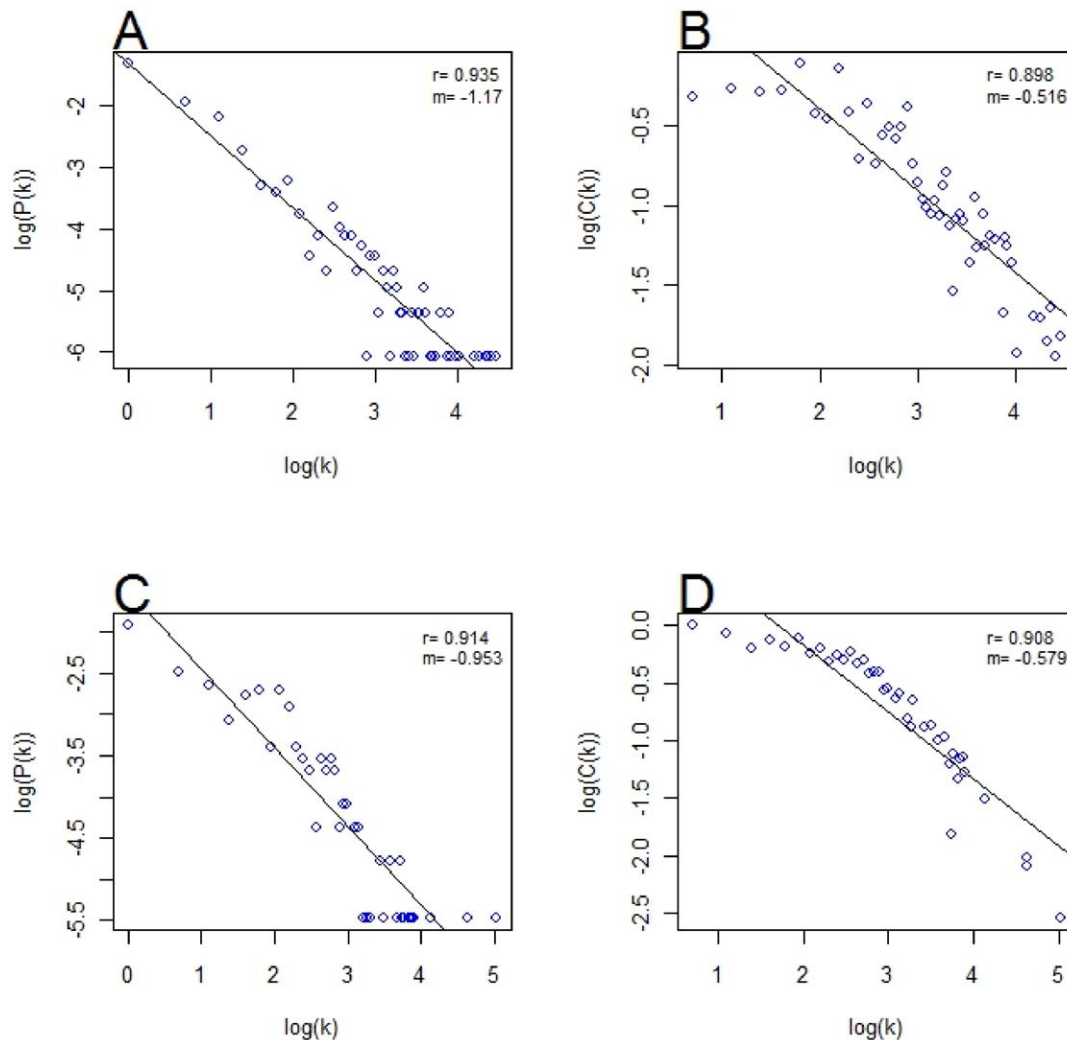 A
r= 0.935
m= -1.17
log(P(k))
-2
-3
-4
-5
-6
0 1 2 3 4
log(k)
B
r= 0.898
m= -0.516
log(C(k))
-0.5
-1.0
-1.5
-2.0
1 2 3 4
log(k)
C
r= 0.914
m= -0.953
log(P(k))
-2.5
-3.5
-4.5
-5.5
0 1 2 3 4 5
log(k)
D
r= 0.908
m= -0.579
log(C(k))
0.0
-0.5
-1.0
-1.5
-2.0
-2.5
1 2 3 4 5
log(k)